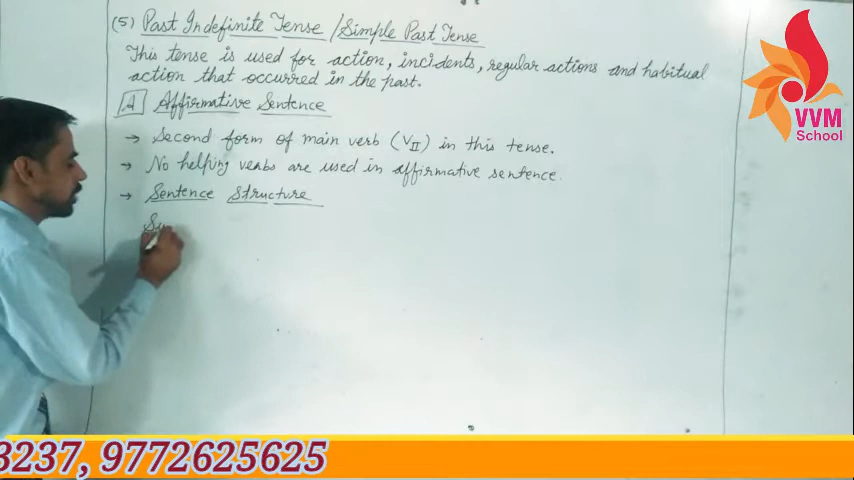 (5) Past Indefinite Tense / Simple Past Tense
This tense is used for action, incidents, regular actions and habitual
action that occurred in the past.
A Affirmative Sentence
→ Second form of main verb (VII) in this tense.
→ No helping verbs are used in affirmative sentence.
→ Sentence Structure
VVM
School
3237, 9772625625